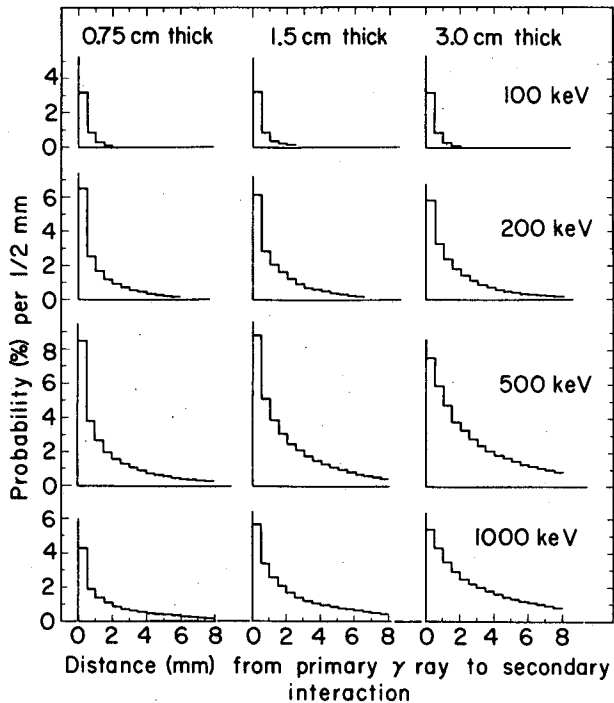 0.75 cm thick 1.5 cm thick 3.0 cm thick
4
2
0
100 keV
6
4
2
0
200 keV
8
6
4
2
0
500 keV
6
4
2
0
1000 keV
Probability (%) per 1/2 mm
0 2 4 6 8 0 2 4 6 8 0 2 4 6 8
Distance (mm) from primary γ ray to secondary
interaction